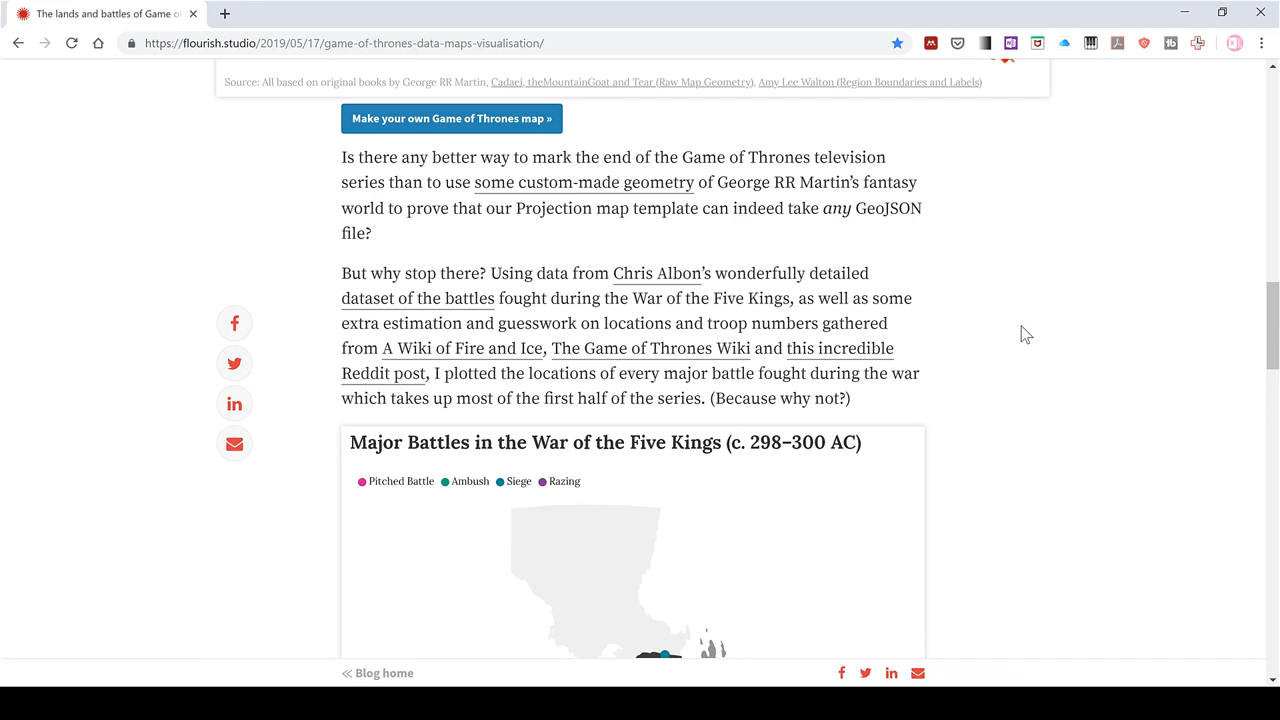 The lands and battles of Game o
https://flourish.studio/2019/05/17/game-of-thrones-data-maps-visualisation/
Source: All based on original books by George RR Martin, Cadaei, theMountainGoat and Tear (Raw Map Geometry), Amy Lee Walton (Region Boundaries and Labels)
Make your own Game of Thrones map »
Is there any better way to mark the end of the Game of Thrones television
series than to use some custom-made geometry of George RR Martin’s fantasy
world to prove that our Projection map template can indeed take any GeoJSON
file?
But why stop there? Using data from Chris Albon’s wonderfully detailed
dataset of the battles fought during the War of the Five Kings, as well as some
extra estimation and guesswork on locations and troop numbers gathered
from A Wiki of Fire and Ice, The Game of Thrones Wiki and this incredible
Reddit post, I plotted the locations of every major battle fought during the war
which takes up most of the first half of the series. (Because why not?)
Major Battles in the War of the Five Kings (c. 298–300 AC)
Pitched Battle Ambush Siege Razing
« Blog home